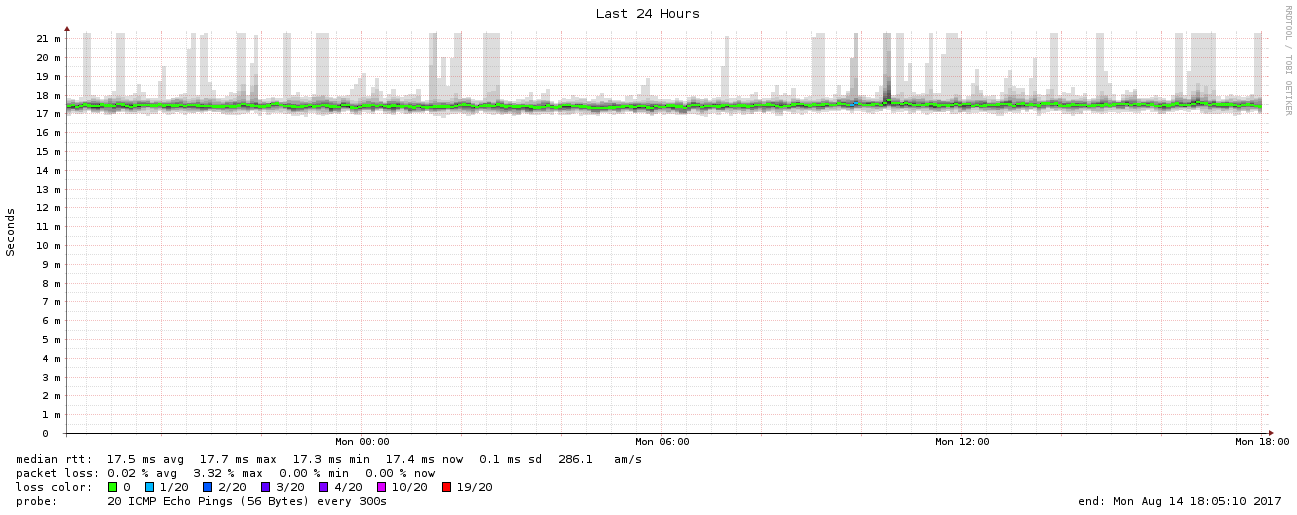 Last 24 Hours
RRDTOOL / TOBI OETIKER
Seconds
21 m
20 m
19 m
18 m
17 m
16 m
15 m
14 m
13 m
12 m
11 m
10 m
9 m
8 m
7 m
6 m
5 m
4 m
3 m
2 m
1 m
0
Mon 00:00 Mon 06:00 Mon 12:00 Mon 18:00
median rtt: 17.5 ms avg 17.7 ms max 17.3 ms min 17.4 ms now 0.1 ms sd 286.1 am/s
packet loss: 0.02 % avg 3.32 % max 0.00 % min 0.00 % now
loss color: 0 1/20 2/20 3/20 4/20 10/20 19/20
probe: 20 ICMP Echo Pings (56 Bytes) every 300s end: Mon Aug 14 18:05:10 2017